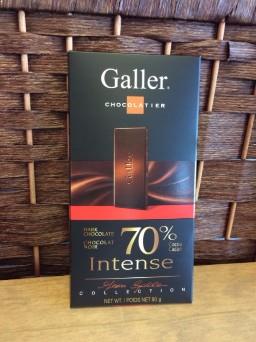 Galler®
CHOCOLATIER
Galler
DARK
CHOCOLATE
CHOCOLAT
NOIR
70%
Intense
COLLECTION
NET WT. | POIDS NET 80 g